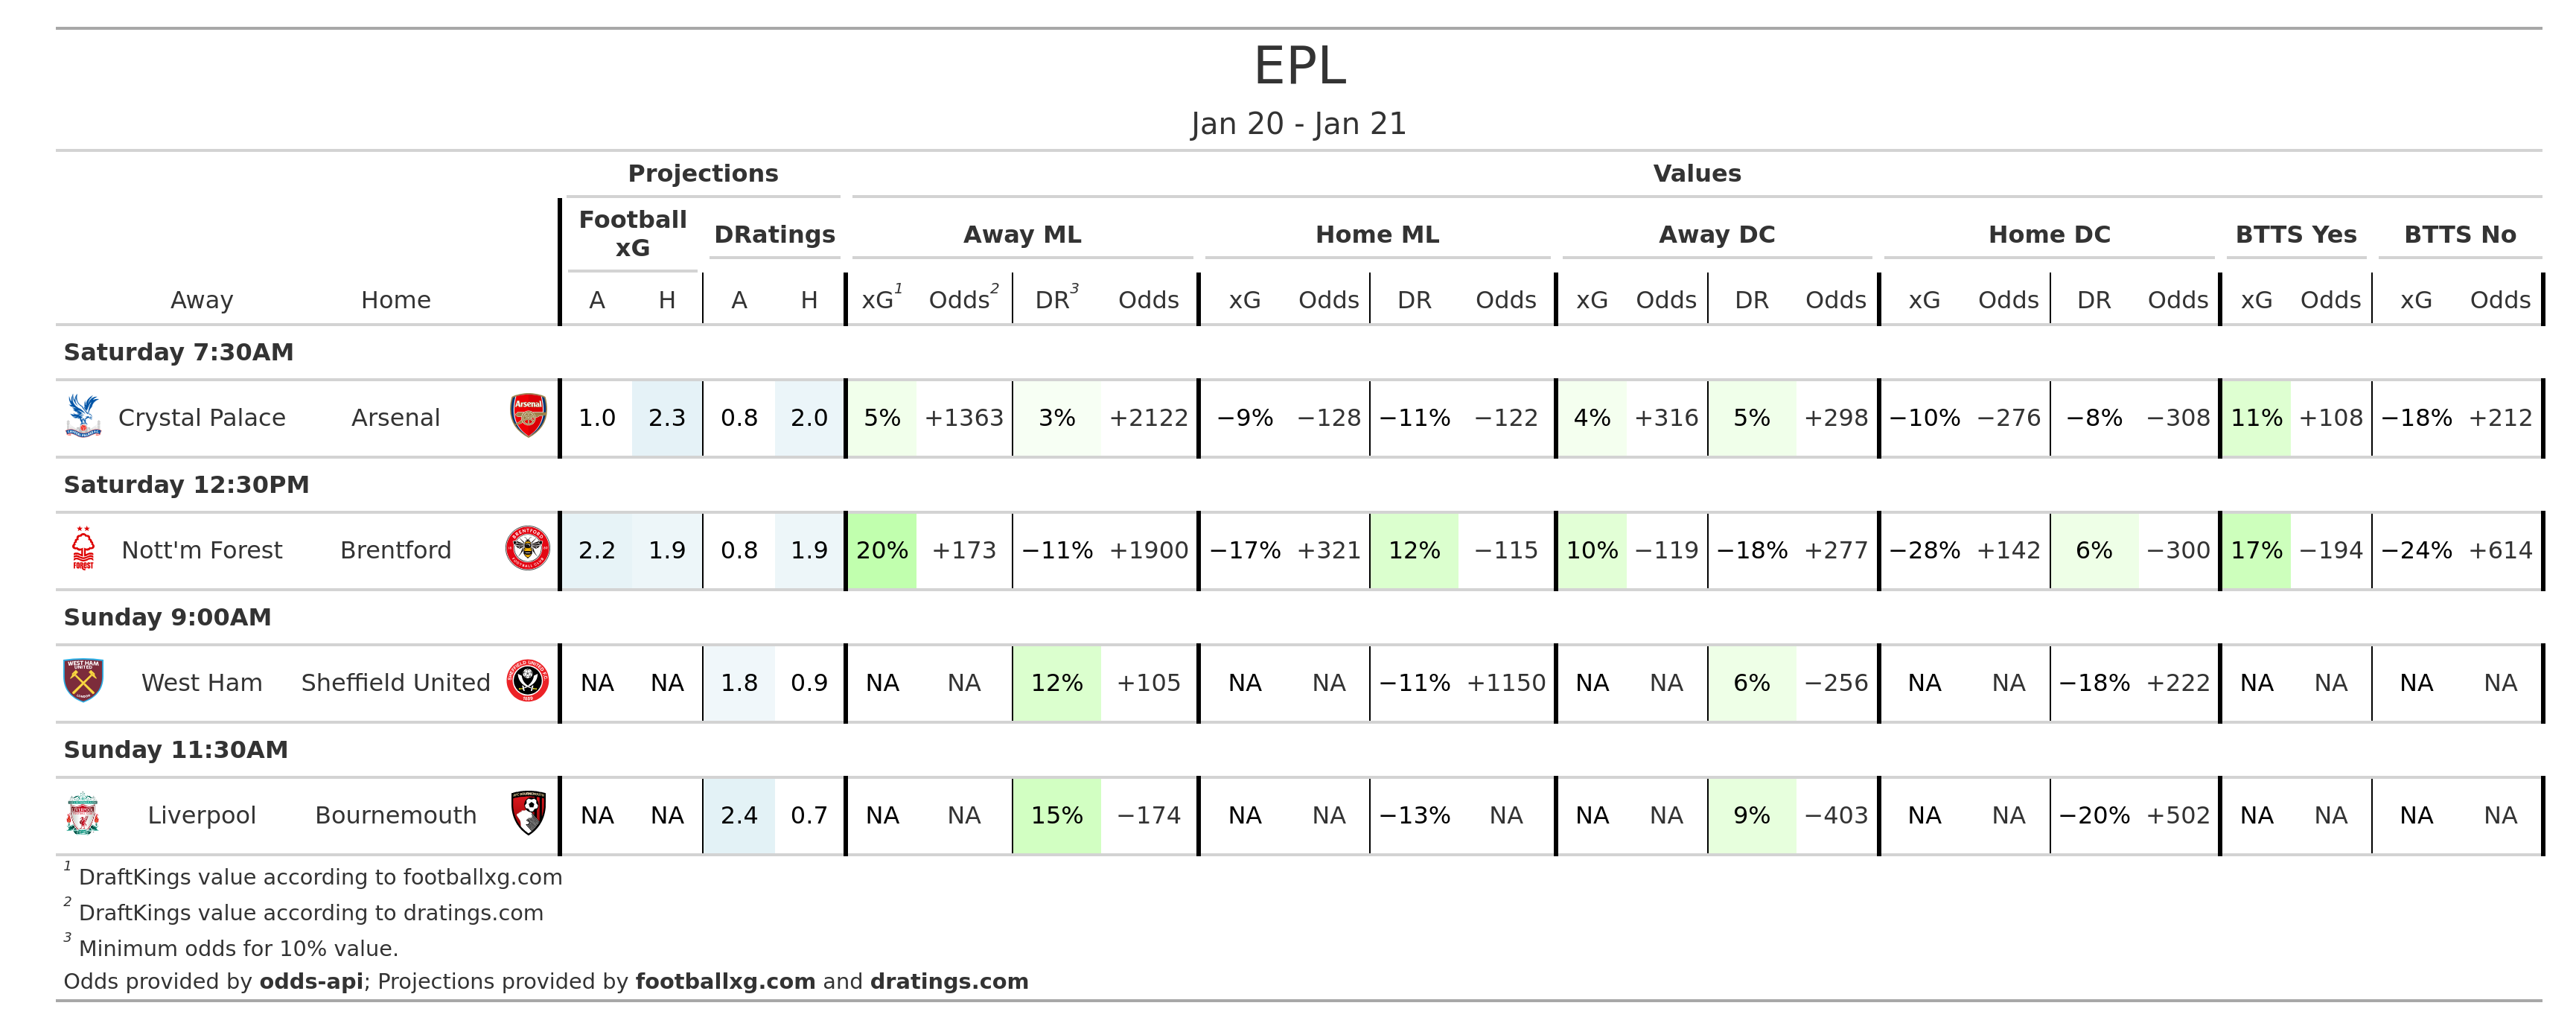 EPL
Jan 20 - Jan 21
Projections Values
Football xG DRatings Away ML Home ML Away DC Home DC BTTS Yes BTTS No
Away Home A H A H xG1 Odds2 DR3 Odds xG Odds DR Odds xG Odds DR Odds xG Odds DR Odds xG Odds xG Odds
Saturday 7:30AM
Crystal Palace Arsenal Arsenal 1.0 2.3 0.8 2.0 5% +1363 3% +2122 −9% −128 −11% −122 4% +316 5% +298 −10% −276 −8% −308 11% +108 −18% +212
Saturday 12:30PM
FOREST Nott'm Forest Brentford 2.2 1.9 0.8 1.9 20% +173 −11% +1900 −17% +321 12% −115 10% −119 −18% +277 −28% +142 6% −300 17% −194 −24% +614
Sunday 9:00AM
WEST HAM UNITED West Ham Sheffield United NA NA 1.8 0.9 NA NA 12% +105 NA NA −11% +1150 NA NA 6% −256 NA NA −18% +222 NA NA NA NA
Sunday 11:30AM
Liverpool Bournemouth NA NA 2.4 0.7 NA NA 15% −174 NA NA −13% NA NA NA 9% −403 NA NA −20% +502 NA NA NA NA
1 DraftKings value according to footballxg.com
2 DraftKings value according to dratings.com
3 Minimum odds for 10% value.
Odds provided by odds-api; Projections provided by footballxg.com and dratings.com